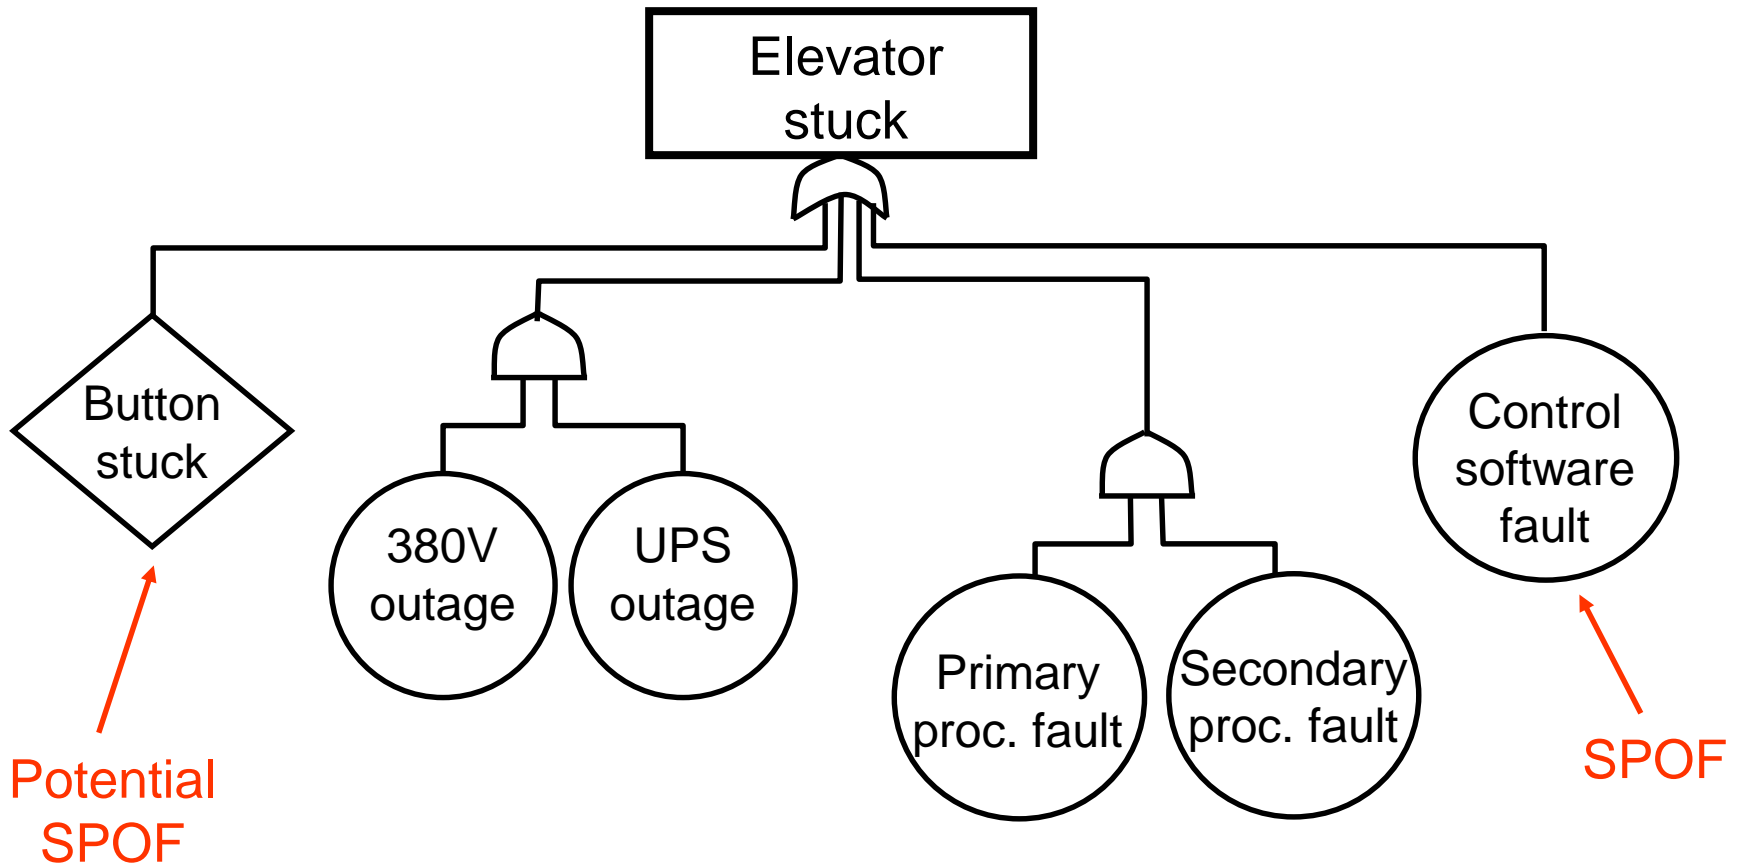 Elevator
stuck
Button
stuck
380V
outage
UPS
outage
Primary
proc. fault
Secondary
proc. fault
Control
software
fault
Potential
SPOF
SPOF